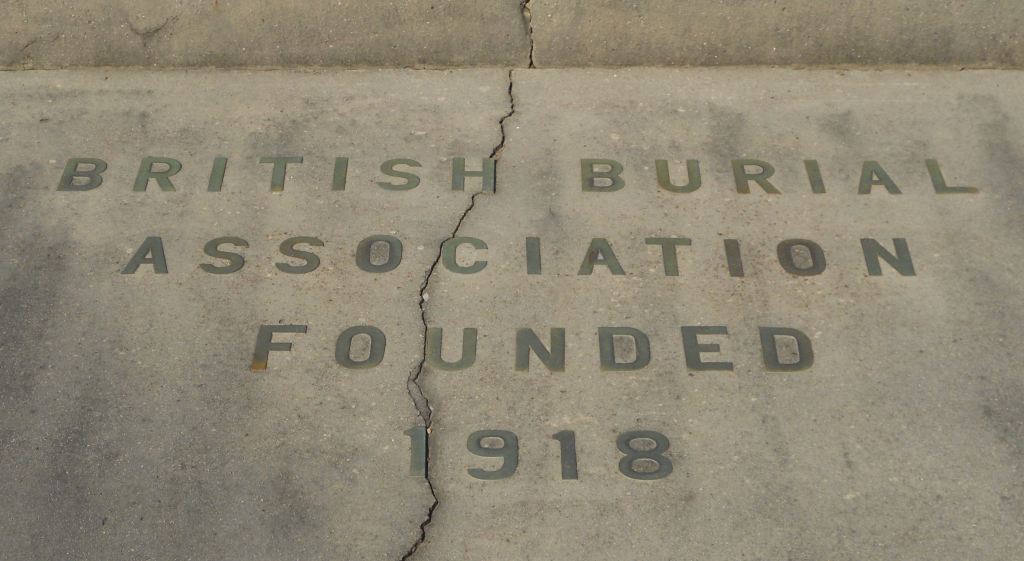 BRITISH BURIAL
ASSOCIATION
FOUNDED
1918